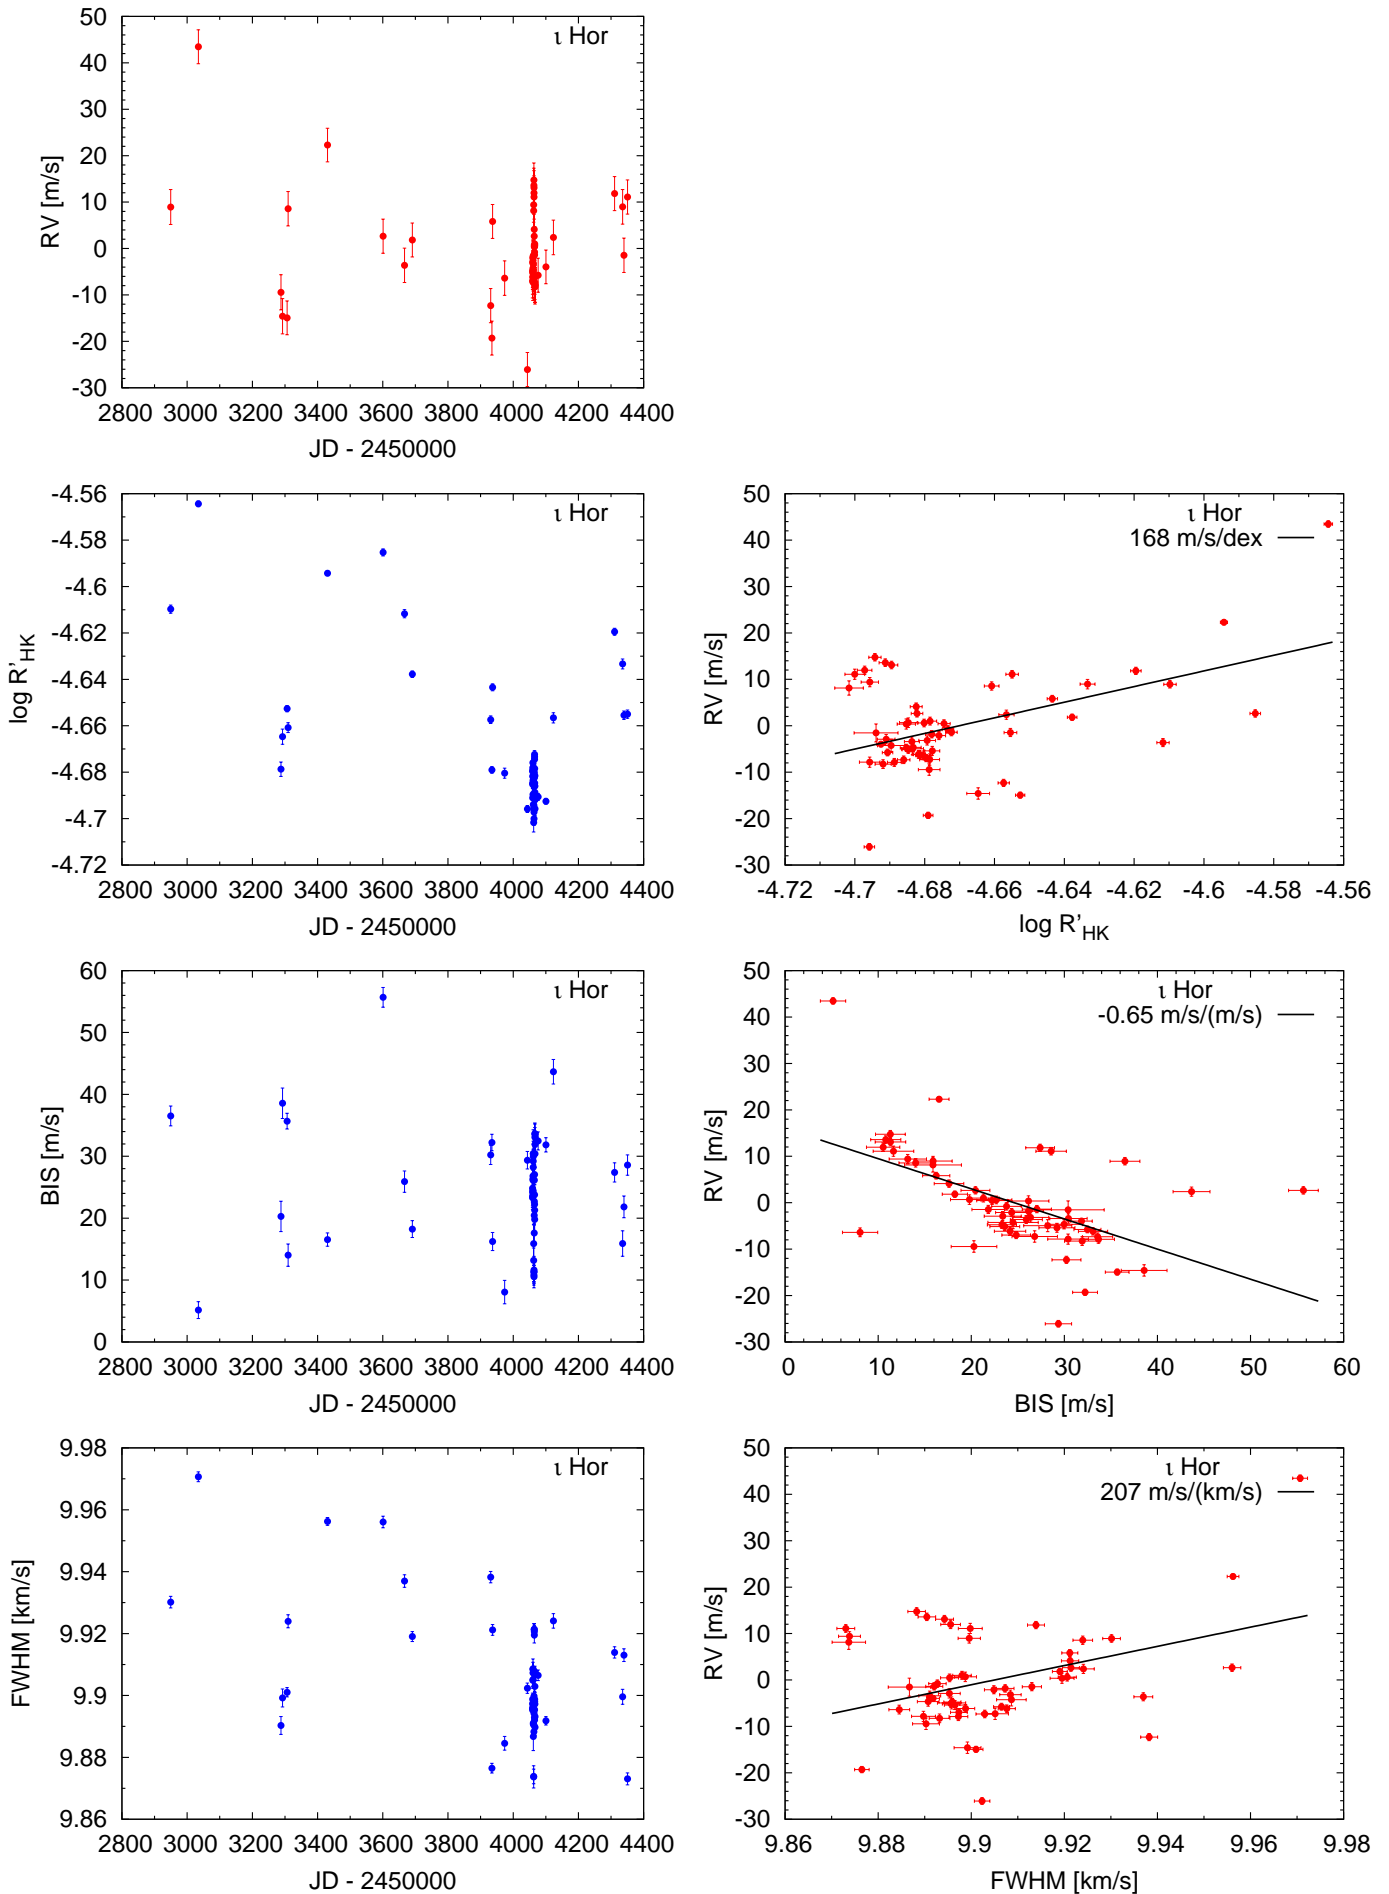 50
40
30
20
10
0
-10
-20
-30
RV [m/s]
ι Hor
2800 3000 3200 3400 3600 3800 4000 4200 4400
JD - 2450000
-4.56
-4.58
-4.6
-4.62
-4.64
-4.66
-4.68
-4.7
-4.72
log R'HK
ι Hor
2800 3000 3200 3400 3600 3800 4000 4200 4400
JD - 2450000
50
40
30
20
10
0
-10
-20
-30
RV [m/s]
ι Hor
168 m/s/dex
-4.72 -4.7 -4.68 -4.66 -4.64 -4.62 -4.6 -4.58 -4.56
log R'HK
60
50
40
30
20
10
0
BIS [m/s]
ι Hor
2800 3000 3200 3400 3600 3800 4000 4200 4400
JD - 2450000
50
40
30
20
10
0
-10
-20
-30
RV [m/s]
ι Hor
-0.65 m/s/(m/s)
0 10 20 30 40 50 60
BIS [m/s]
9.98
9.96
9.94
9.92
9.9
9.88
9.86
FWHM [km/s]
ι Hor
2800 3000 3200 3400 3600 3800 4000 4200 4400
JD - 2450000
50
40
30
20
10
0
-10
-20
-30
RV [m/s]
ι Hor
207 m/s/(km/s)
9.86 9.88 9.9 9.92 9.94 9.96 9.98
FWHM [km/s]